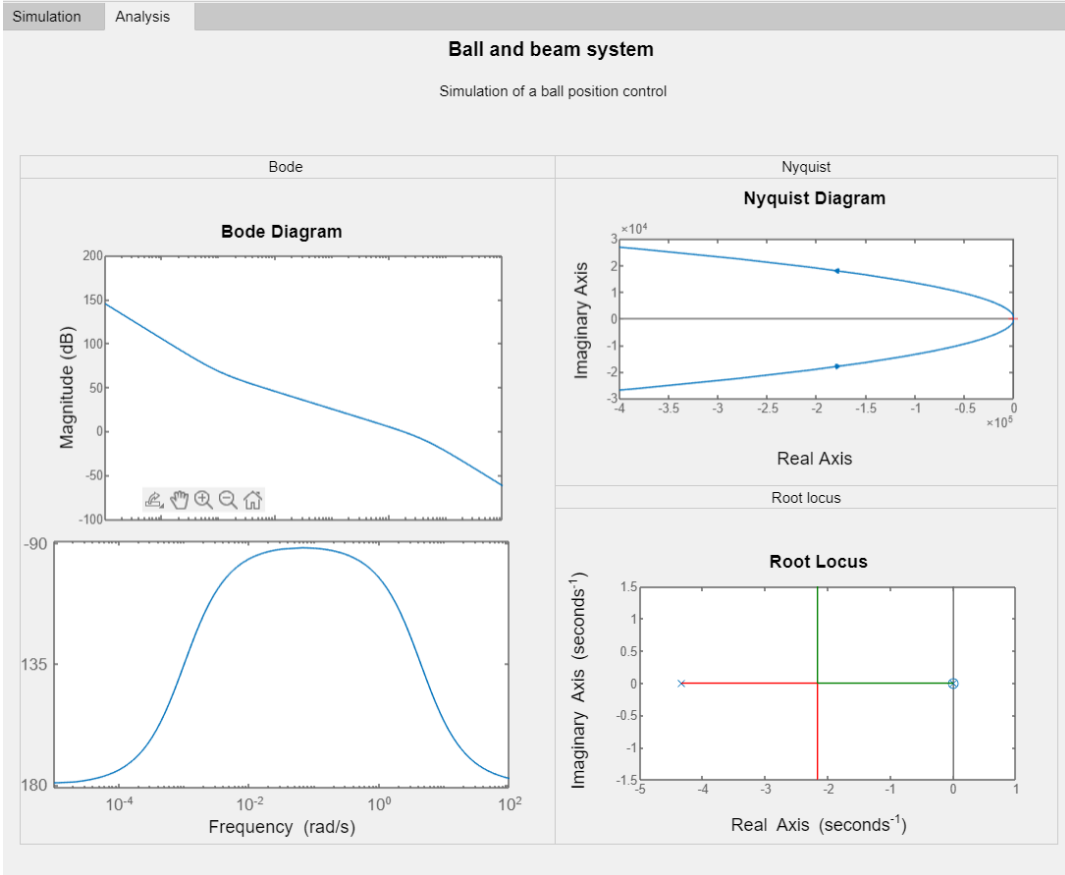 Simulation Analysis
Ball and beam system
Simulation of a ball position control
Bode
Bode Diagram
Magnitude (dB)
200
150
100
50
0
-50
-100
-90
135
180
10-4 10-2 100 102
Frequency (rad/s)
Nyquist
Nyquist Diagram
×104
Imaginary Axis
3
2
1
0
-1
-2
-3
-4 -3.5 -3 -2.5 -2 -1.5 -1 -0.5 0
Real Axis
Root locus
Root Locus
Imaginary Axis (seconds-1)
1.5
1
0.5
0
-0.5
-1
-1.5
-5 -4 -3 -2 -1 0 1
Real Axis (seconds-1)